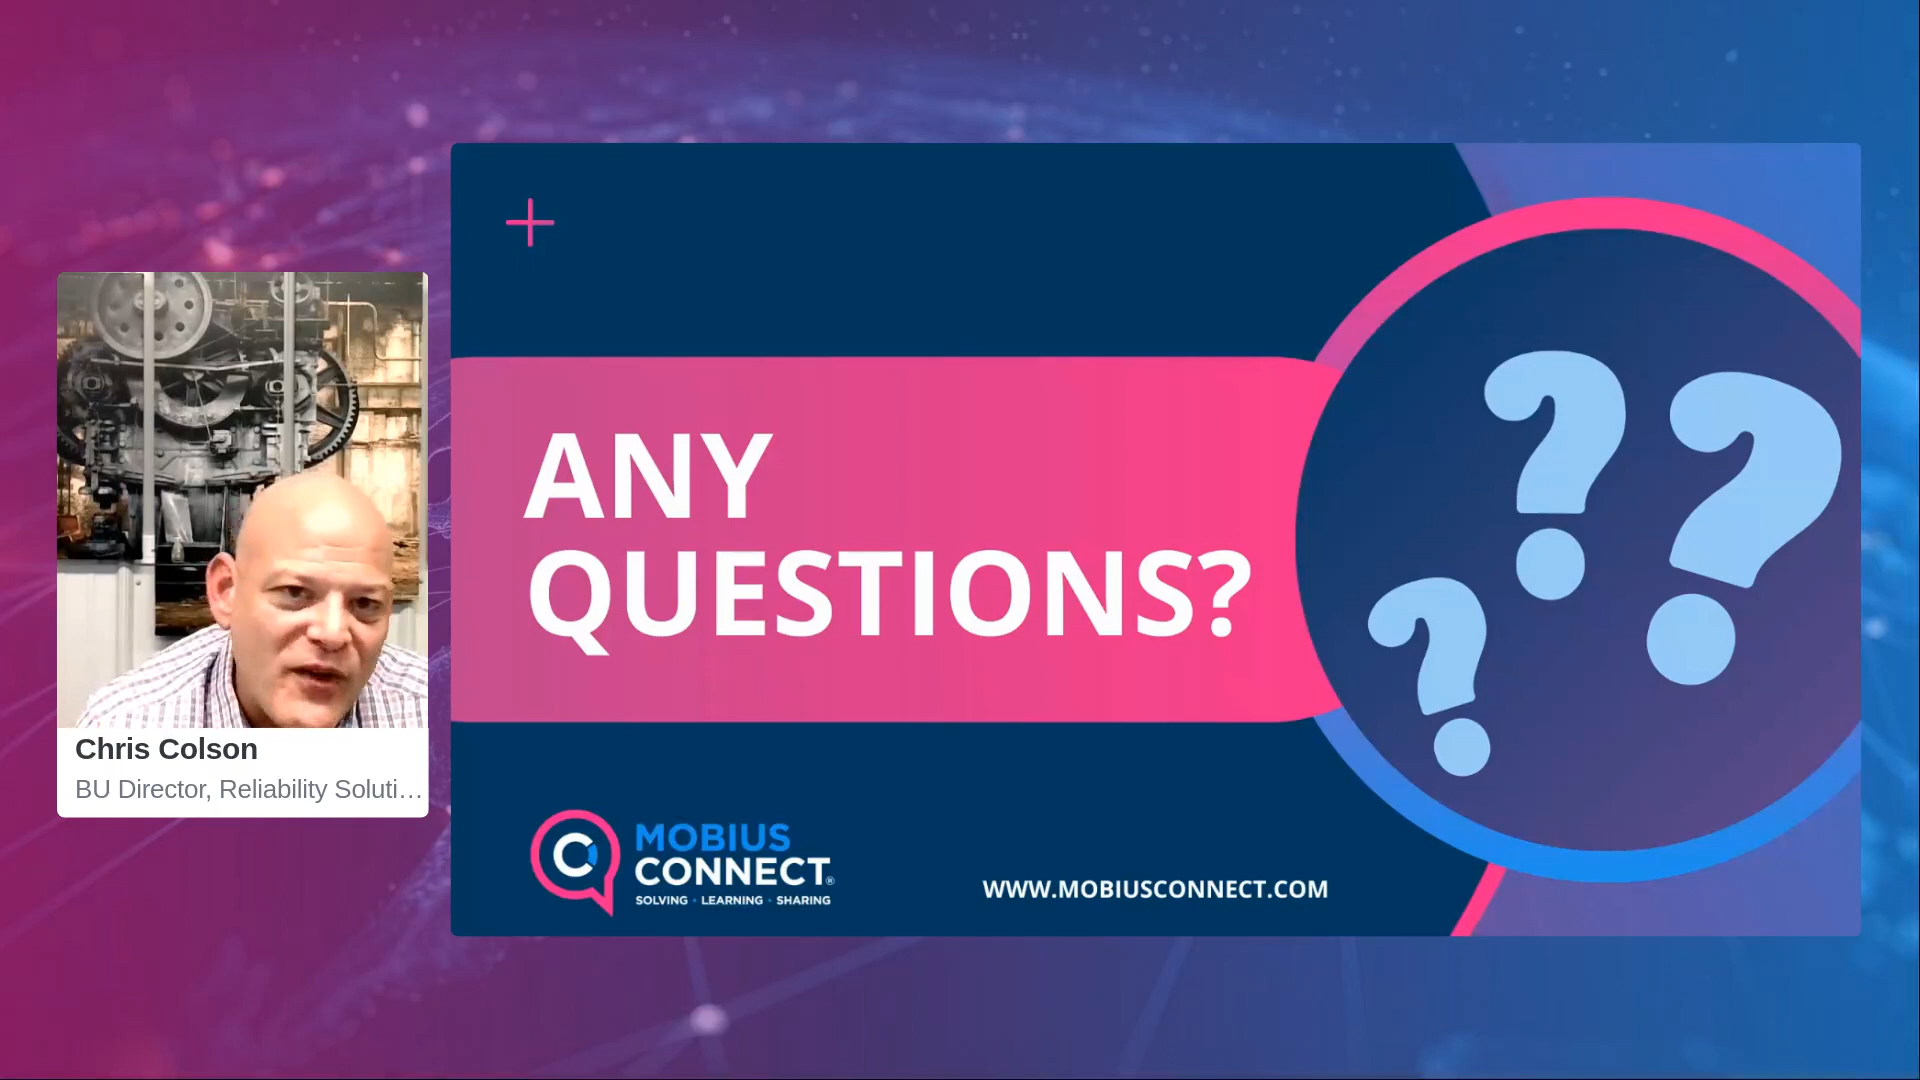 Chris Colson
BU Director, Reliability Soluti...
ANY
QUESTIONS?
MOBIUS
CONNECT®
SOLVING · LEARNING · SHARING
WWW.MOBIUSCONNECT.COM